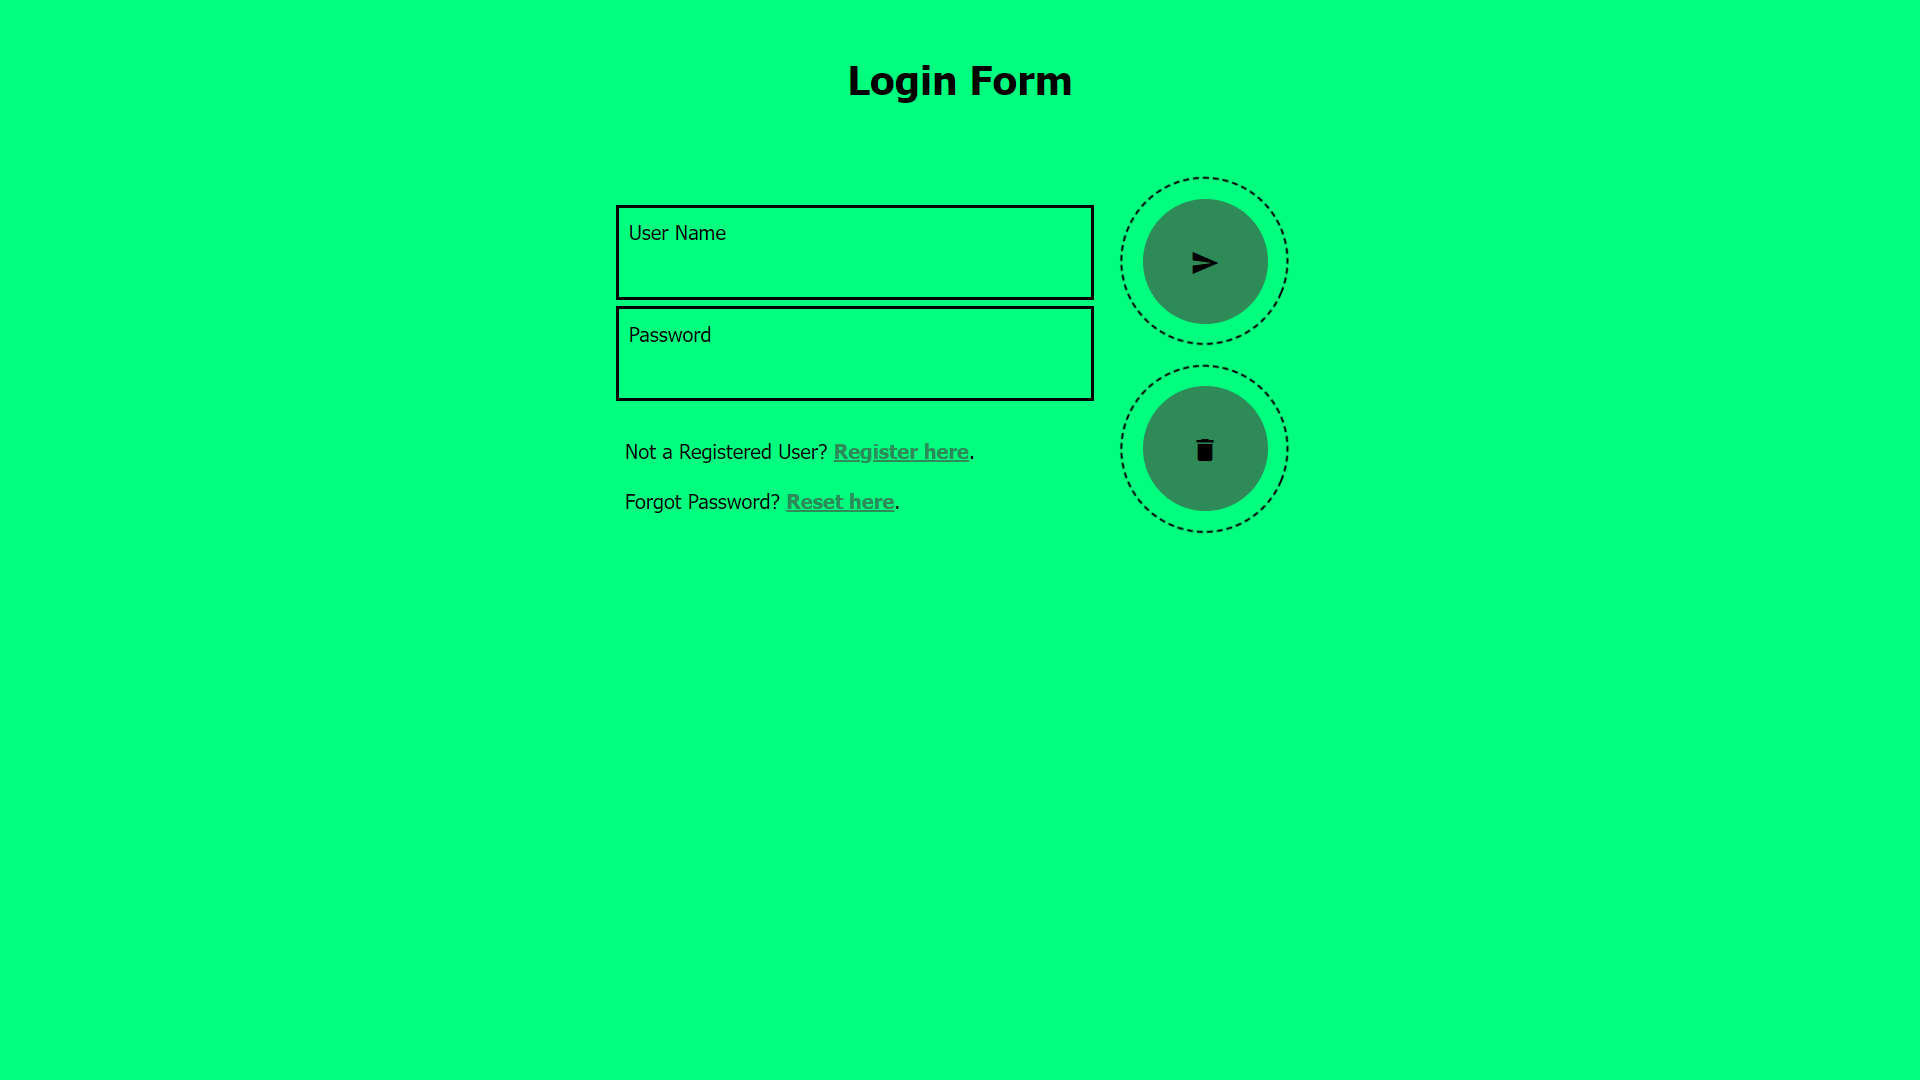 Login Form
User Name
Password
Not a Registered User? Register here.
Forgot Password? Reset here.